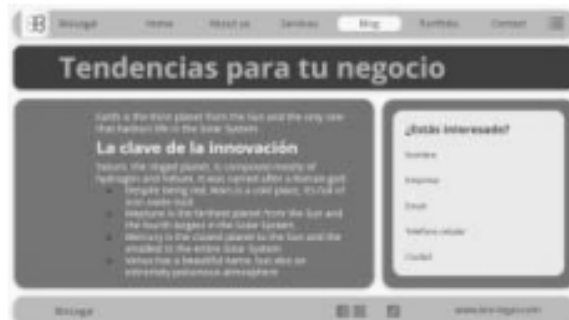 BizLegal Home About us Services Blog Portfolio Contact
Tendencias para tu negocio
Earth is the third planet from the Sun and the only one
that harbors life in the Solar System
La clave de la innovación
Saturn, the ringed planet, is composed mostly of
hydrogen and helium. It was named after a Roman god
Despite being red, Mars is a cold place, it's full of
iron oxide dust
Neptune is the farthest planet from the Sun and
the fourth-largest in the Solar System
Mercury is the closest planet to the Sun and the
smallest in the entire Solar System
Venus has a beautiful name, but also an
extremely poisonous atmosphere
¿Estás interesado?
Nombre
Empresa
Email
Teléfono celular
Ciudad
BizLegal